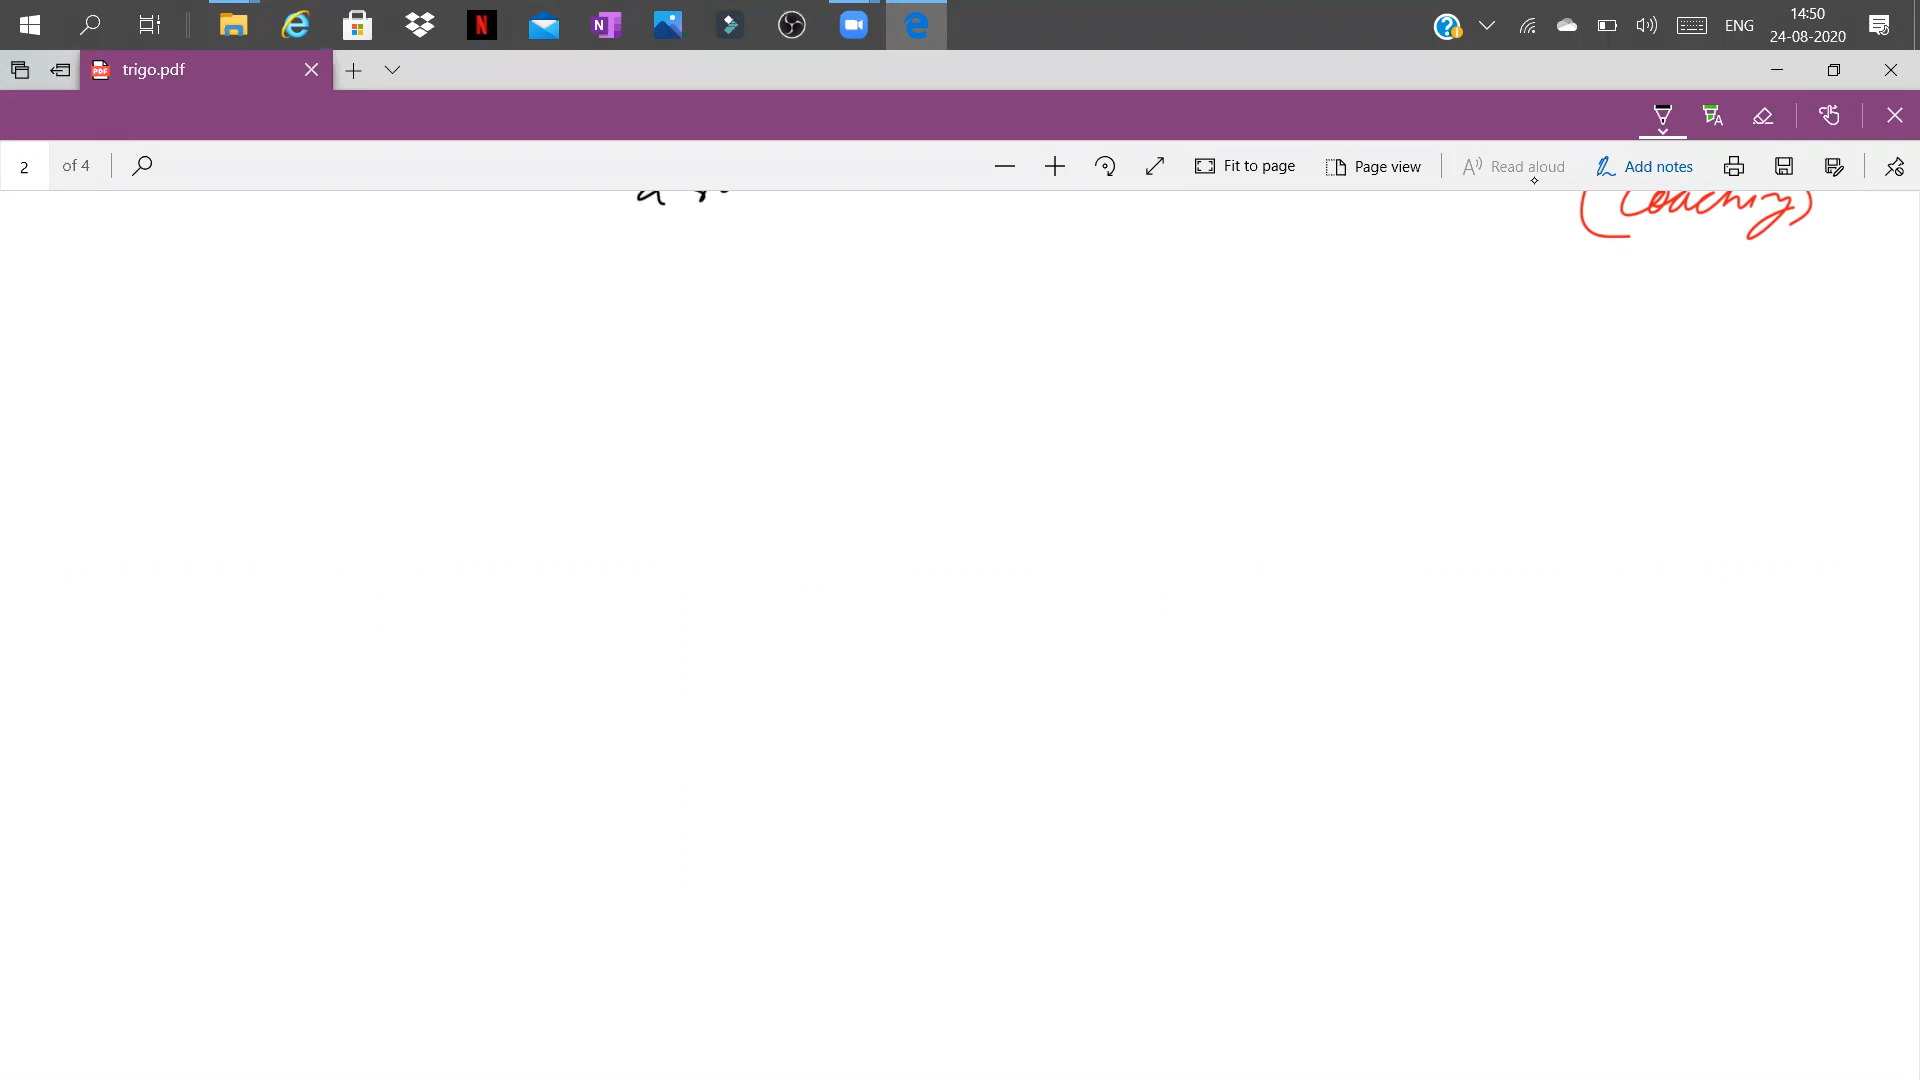 14:50
ENG
24-08-2020
trigo.pdf
2 of 4
Fit to page
Page view
Read aloud
Add notes
(Coaching)